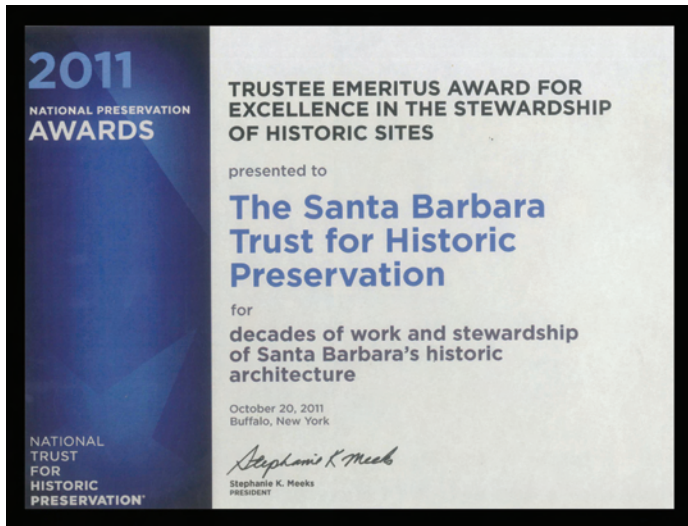 2011
NATIONAL PRESERVATION
AWARDS
TRUSTEE EMERITUS AWARD FOR
EXCELLENCE IN THE STEWARDSHIP
OF HISTORIC SITES
presented to
The Santa Barbara
Trust for Historic
Preservation
for
decades of work and stewardship
of Santa Barbara's historic
architecture
October 20, 2011
Buffalo, New York
Stephanie K Meeks
Stephanie K. Meeks
PRESIDENT
NATIONAL
TRUST
FOR
HISTORIC
PRESERVATION®